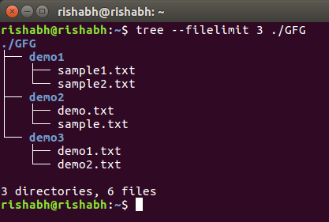 rishabh@rishabh: ~
rishabh@rishabh:~$ tree --filelimit 3 ./GFG
./GFG
├── demo1
│   ├── sample1.txt
│   └── sample2.txt
├── demo2
│   ├── demo.txt
│   └── sample.txt
└── demo3
    ├── demo1.txt
    └── demo2.txt
3 directories, 6 files
rishabh@rishabh:~$